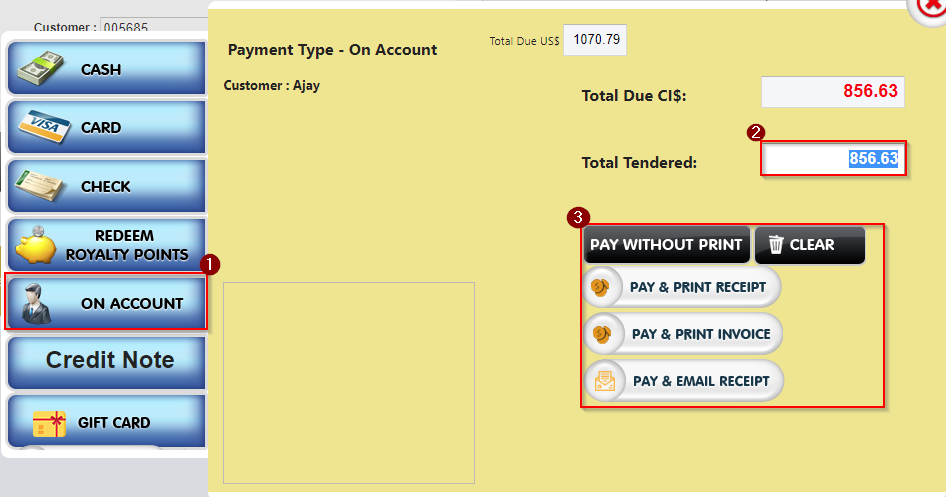 Customer : 005685
CASH
VISA
CARD
CHECK
REDEEM
ROYALTY POINTS
1
ON ACCOUNT
Credit Note
GIFT CARD
Payment Type - On Account
Total Due US$ 1070.79
Customer : Ajay
Total Due CI$: 856.63
2
Total Tendered: 856.63
3
PAY WITHOUT PRINT
CLEAR
PAY & PRINT RECEIPT
PAY & PRINT INVOICE
PAY & EMAIL RECEIPT